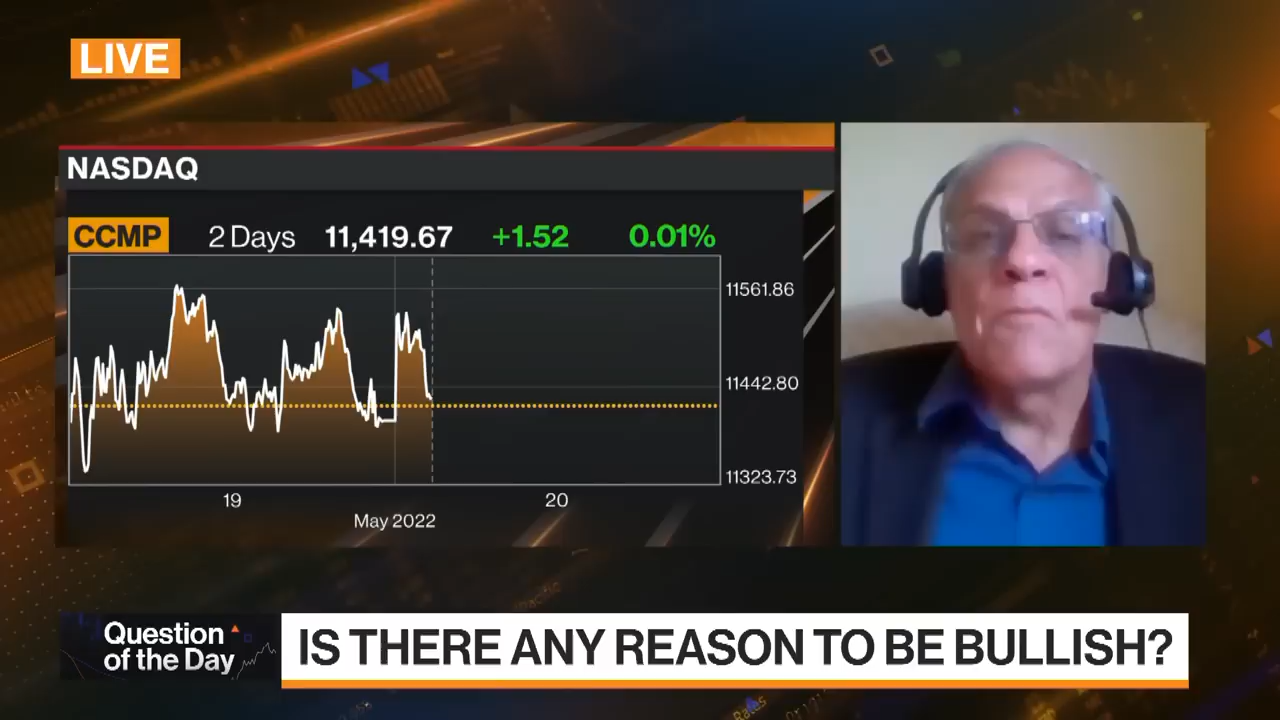 LIVE
NASDAQ
CCMP 2 Days 11,419.67 +1.52 0.01%
11561.86
11442.80
11323.73
19 20
May 2022
Question
of the Day
IS THERE ANY REASON TO BE BULLISH?
Rates